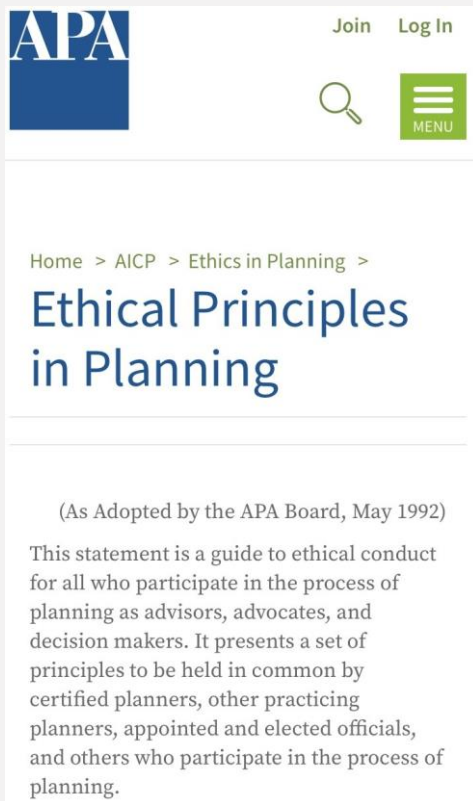 APA
Join Log In
MENU
Home > AICP > Ethics in Planning >
Ethical Principles
in Planning
(As Adopted by the APA Board, May 1992)
This statement is a guide to ethical conduct
for all who participate in the process of
planning as advisors, advocates, and
decision makers. It presents a set of
principles to be held in common by
certified planners, other practicing
planners, appointed and elected officials,
and others who participate in the process of
planning.